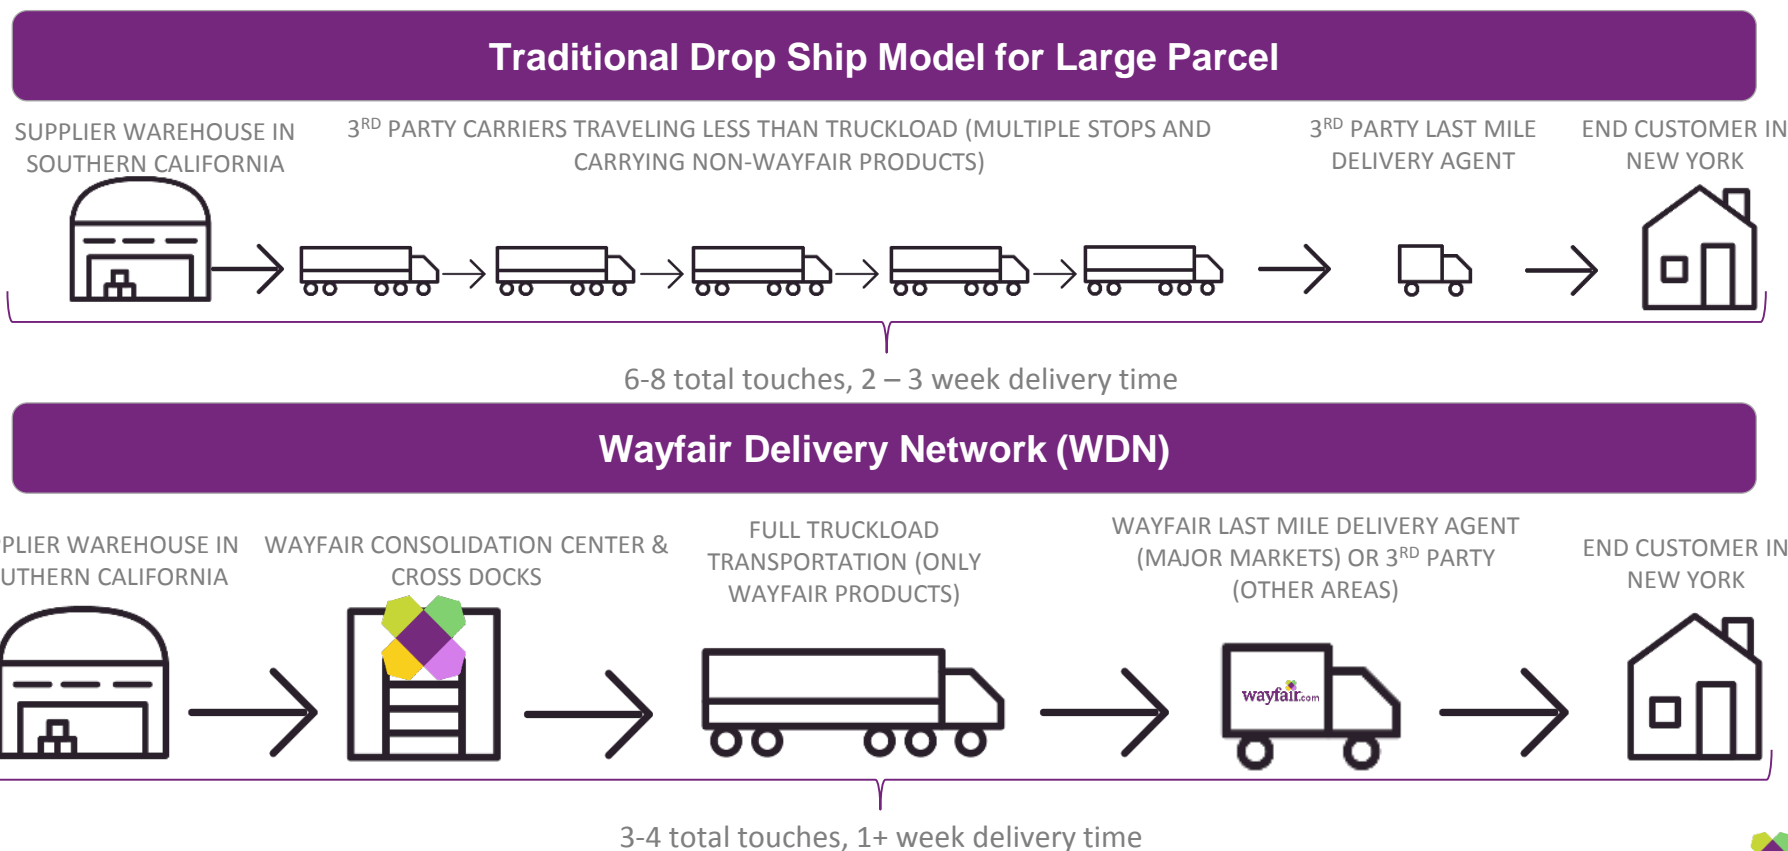 Traditional Drop Ship Model for Large Parcel
SUPPLIER WAREHOUSE IN
SOUTHERN CALIFORNIA
3RD PARTY CARRIERS TRAVELING LESS THAN TRUCKLOAD (MULTIPLE STOPS AND
CARRYING NON-WAYFAIR PRODUCTS)
3RD PARTY LAST MILE
DELIVERY AGENT
END CUSTOMER IN
NEW YORK
6-8 total touches, 2 – 3 week delivery time
Wayfair Delivery Network (WDN)
PPLIER WAREHOUSE IN
UTHERN CALIFORNIA
WAYFAIR CONSOLIDATION CENTER &
CROSS DOCKS
FULL TRUCKLOAD
TRANSPORTATION (ONLY
WAYFAIR PRODUCTS)
WAYFAIR LAST MILE DELIVERY AGENT
(MAJOR MARKETS) OR 3RD PARTY
(OTHER AREAS)
END CUSTOMER IN
NEW YORK
wayfair.com
3-4 total touches, 1+ week delivery time